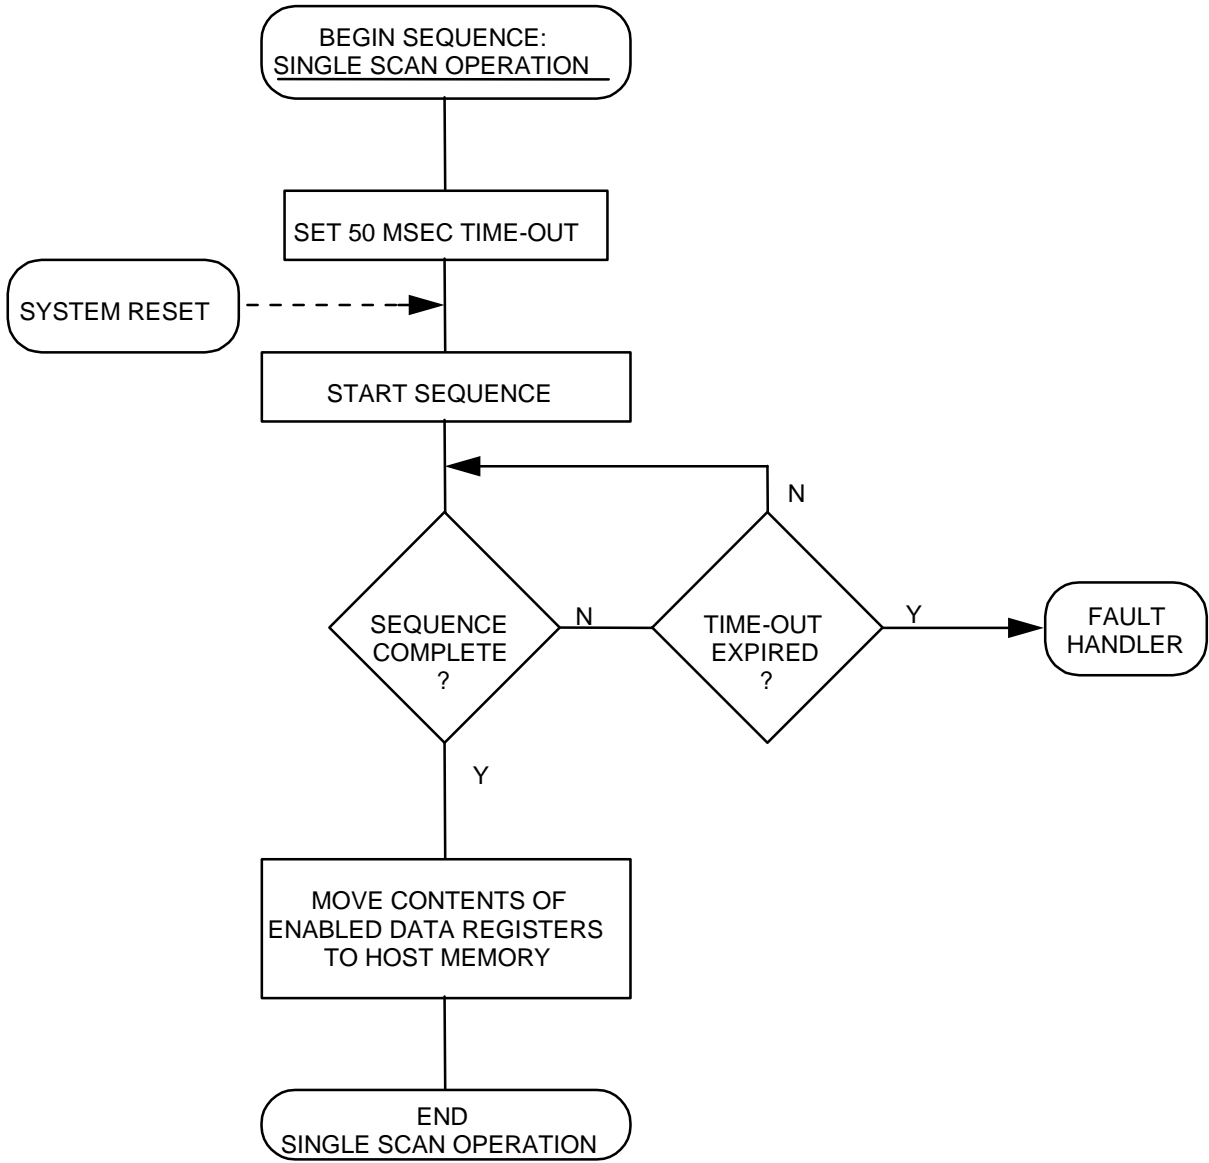 BEGIN SEQUENCE:
SINGLE SCAN OPERATION
SET 50 MSEC TIME-OUT
SYSTEM RESET
START SEQUENCE
N
SEQUENCE
COMPLETE
?
N
TIME-OUT
EXPIRED
?
Y
FAULT
HANDLER
Y
MOVE CONTENTS OF
ENABLED DATA REGISTERS
TO HOST MEMORY
END
SINGLE SCAN OPERATION